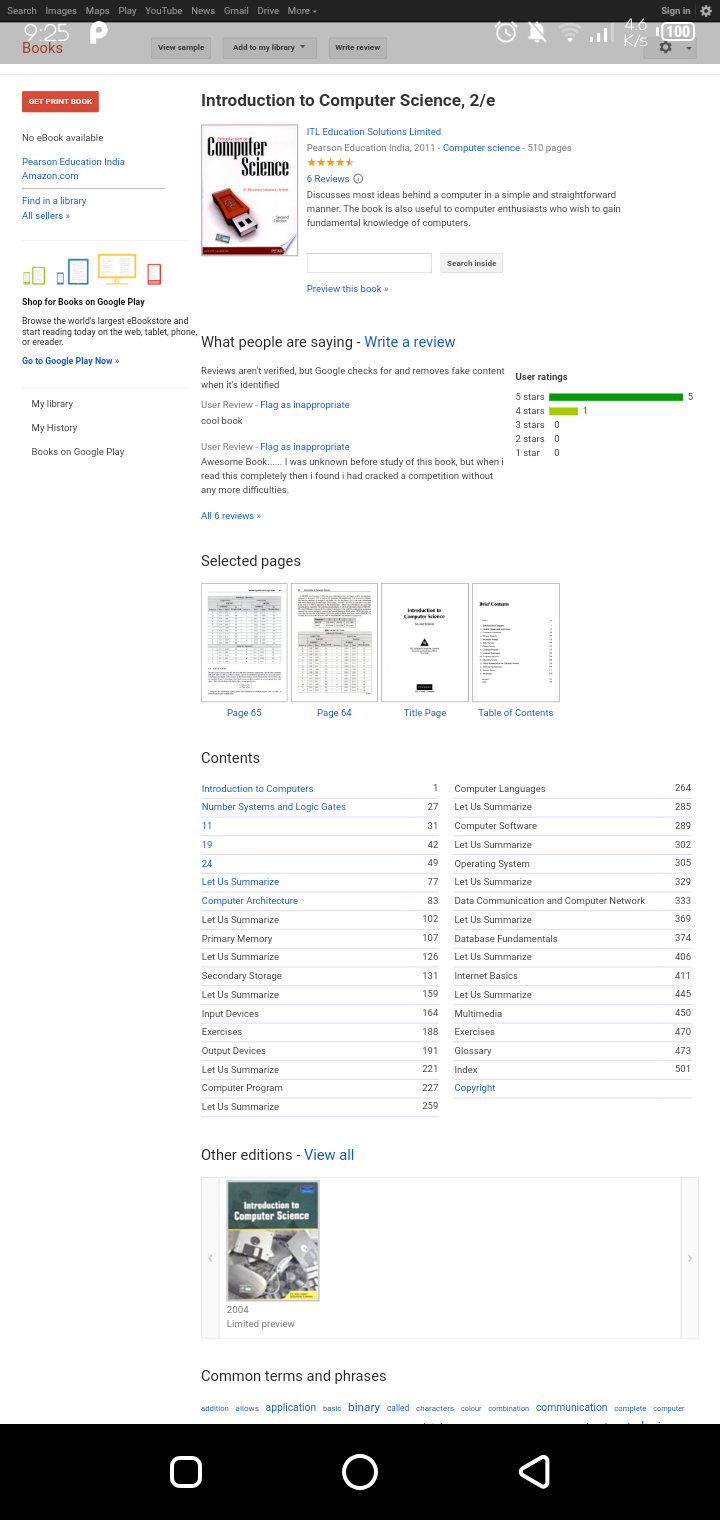 Search Images Maps Play YouTube News Gmail Drive More Sign in
9:25 4.6 K/S 100
Books View sample Add to my library Write review
GET PRINT BOOK
No eBook available
Pearson Education India
Amazon.com
Find in a library
All sellers »
Shop for Books on Google Play
Browse the world's largest eBookstore and
start reading today on the web, tablet, phone,
or ereader.
Go to Google Play Now »
My library
My History
Books on Google Play
Introduction to Computer Science, 2/e
Introduction to
Computer
Science
ITL Education Solutions Limited
Second
Edition
ITL Education Solutions Limited
Pearson Education India, 2011 - Computer science - 510 pages
6 Reviews
Discusses most ideas behind a computer in a simple and straightforward
manner. The book is also useful to computer enthusiasts who wish to gain
fundamental knowledge of computers.
Search inside
Preview this book »
What people are saying - Write a review
Reviews aren't verified, but Google checks for and removes fake content
when it's identified
User Review - Flag as inappropriate
cool book
User Review - Flag as inappropriate
Awesome Book...... I was unknown before study of this book, but when i
read this completely then i found i had cracked a competition without
any more difficulties.
All 6 reviews »
User ratings
5 stars 5
4 stars 1
3 stars 0
2 stars 0
1 star 0
Selected pages
Introduction to
Computer Science
Brief Contents
Page 65 Page 64 Title Page Table of Contents
Contents
Introduction to Computers 1
Number Systems and Logic Gates 27
11 31
19 42
24 49
Let Us Summarize 77
Computer Architecture 83
Let Us Summarize 102
Primary Memory 107
Let Us Summarize 126
Secondary Storage 131
Let Us Summarize 159
Input Devices 164
Exercises 188
Output Devices 191
Let Us Summarize 221
Computer Program 227
Let Us Summarize 259
Computer Languages 264
Let Us Summarize 285
Computer Software 289
Let Us Summarize 302
Operating System 305
Let Us Summarize 329
Data Communication and Computer Network 333
Let Us Summarize 369
Database Fundamentals 374
Let Us Summarize 406
Internet Basics 411
Let Us Summarize 445
Multimedia 450
Exercises 470
Glossary 473
Index 501
Copyright
Other editions - View all
Introduction to
Computer Science
2004
Limited preview
Common terms and phrases
addition allows application basic binary called characters colour combination communication complete computer